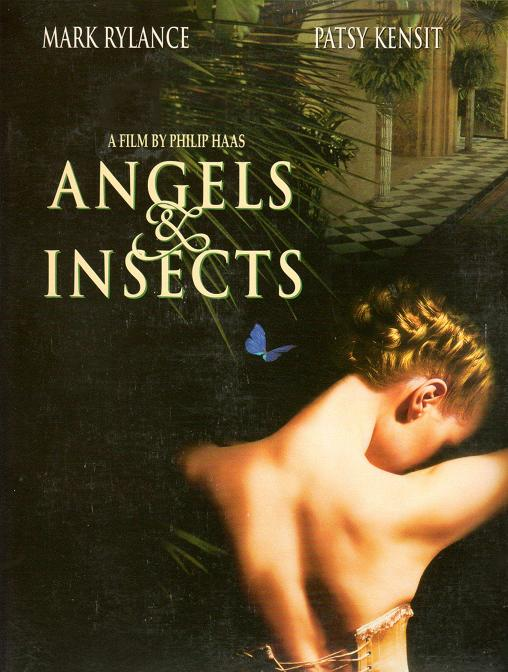 MARK RYLANCE PATSY KENSIT
A FILM BY PHILIP HAAS
ANGELS
&
INSECTS